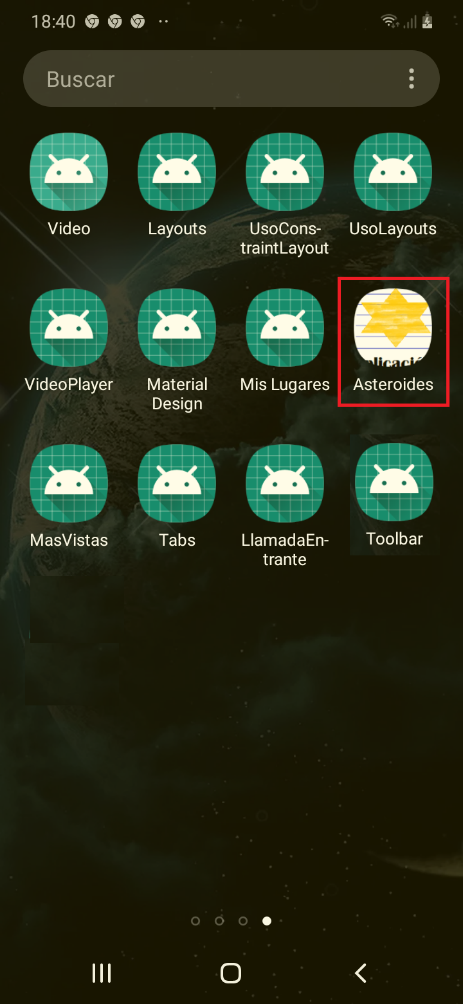 18:40
Buscar
Video
Layouts
UsoCons-
traintLayout
UsoLayouts
VideoPlayer
Material
Design
Mis Lugares
plicació
Asteroides
MasVistas
Tabs
LlamadaEn-
trante
Toolbar